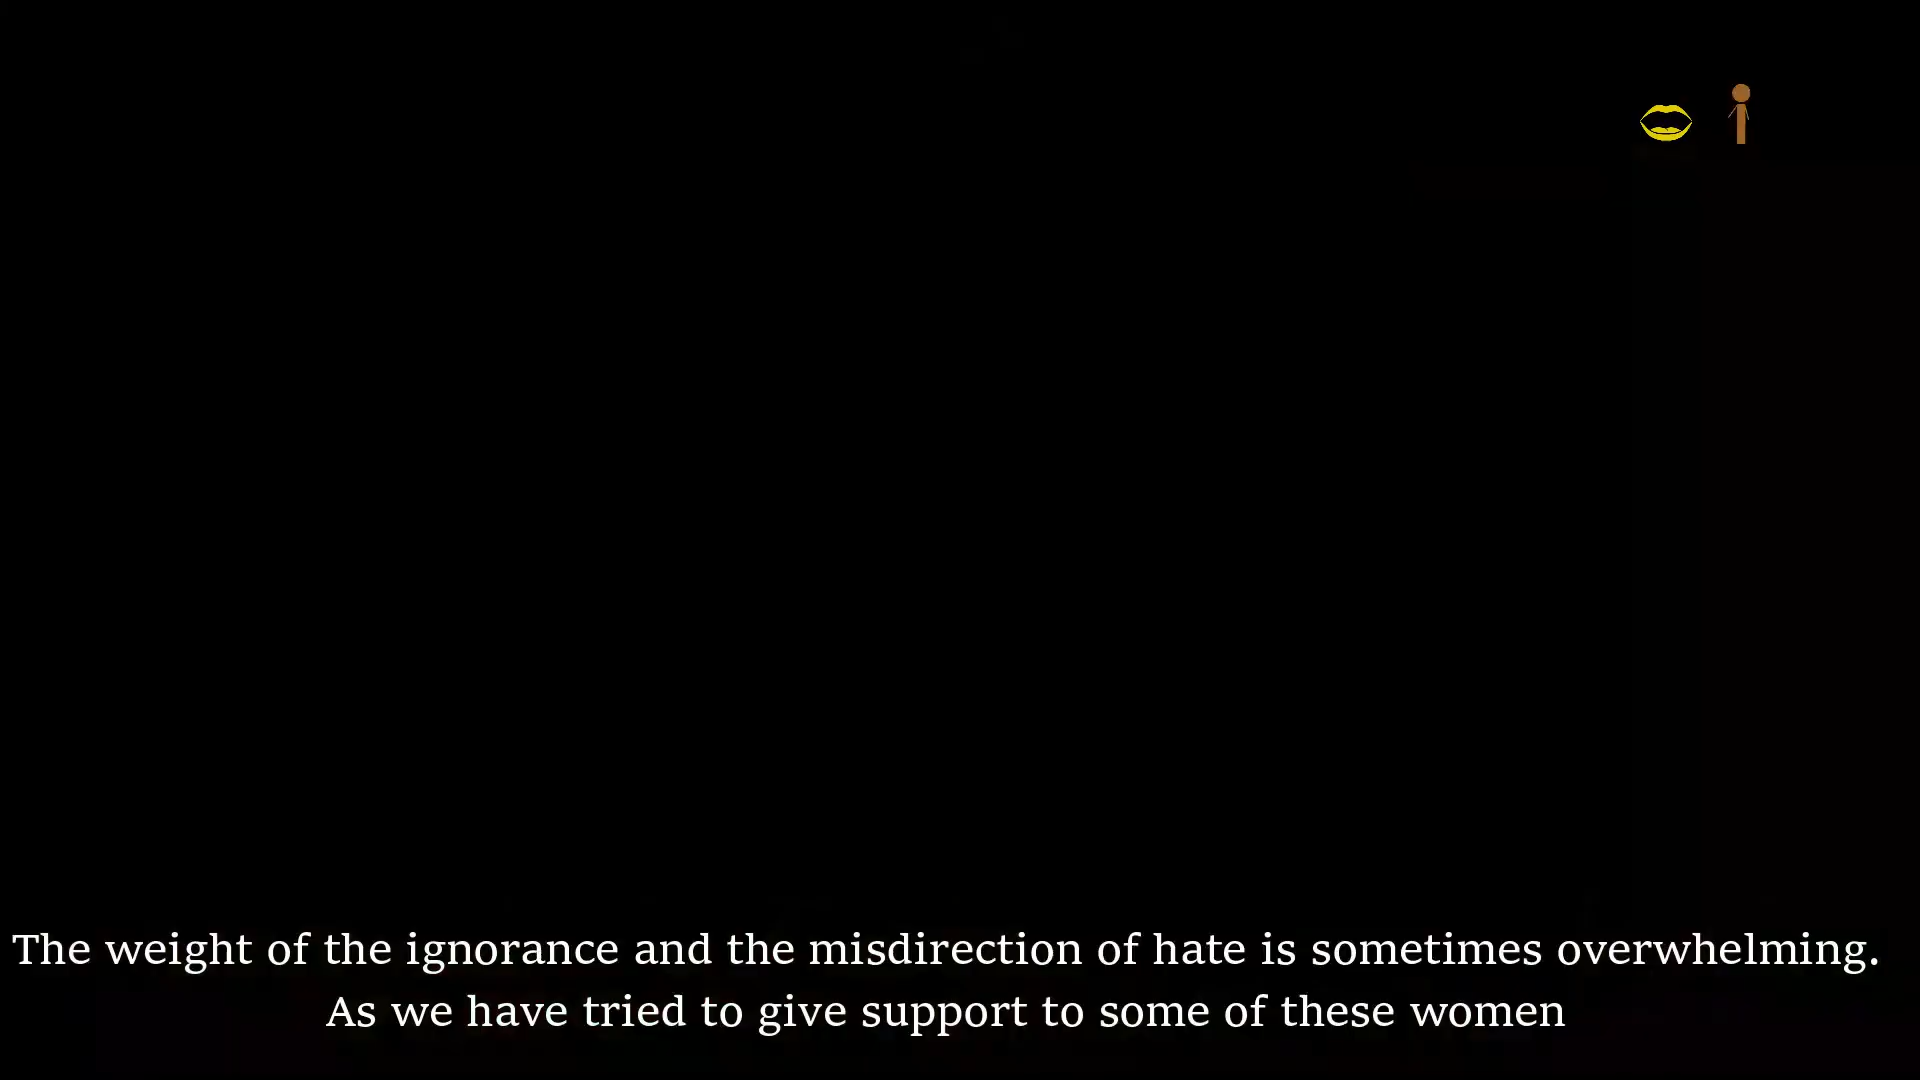 The weight of the ignorance and the misdirection of hate is sometimes overwhelming.
As we have tried to give support to some of these women